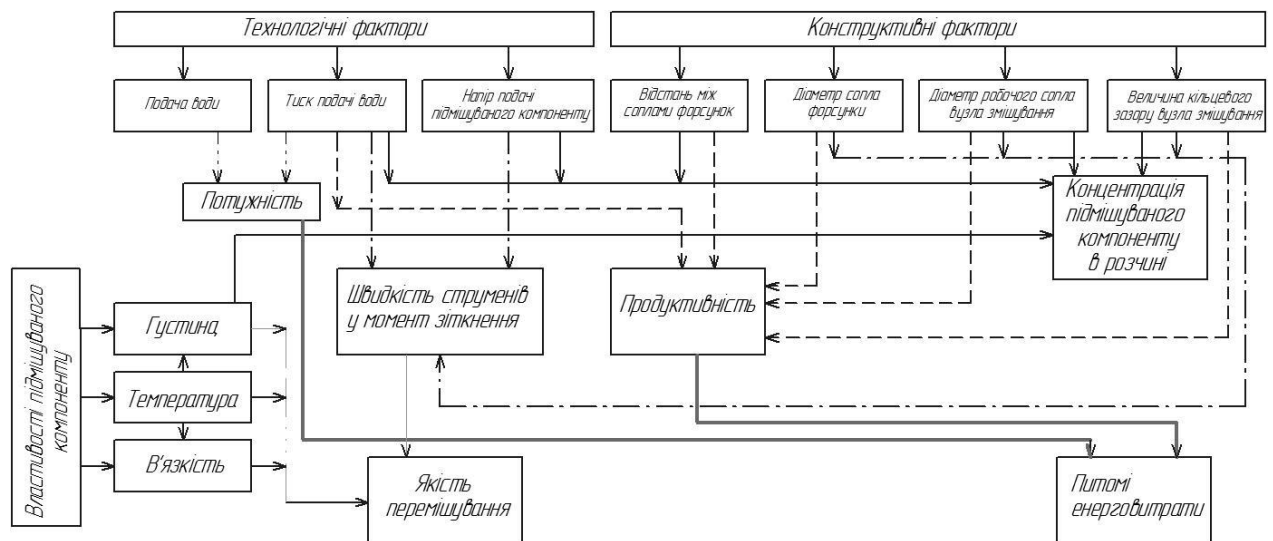 Технологічні фактори
Конструктивні фактори
Подача води
Тиск подачі води
Напір подачі
підмішуваного компоненту
Відстань між
соплами форсунок
Діаметр сопла
форсунки
Діаметр робочого сопла
вузла змішування
Величина кільцевого
зазору вузла змішування
Потужність
Концентрація
підмішуваного
компоненту
в розчині
Властивості підмішуваного
компоненту
Густина
Швидкість струменів
у момент зіткнення
Продуктивність
Температура
В'язкість
Якість
перемішування
Питомі
енерговитрати